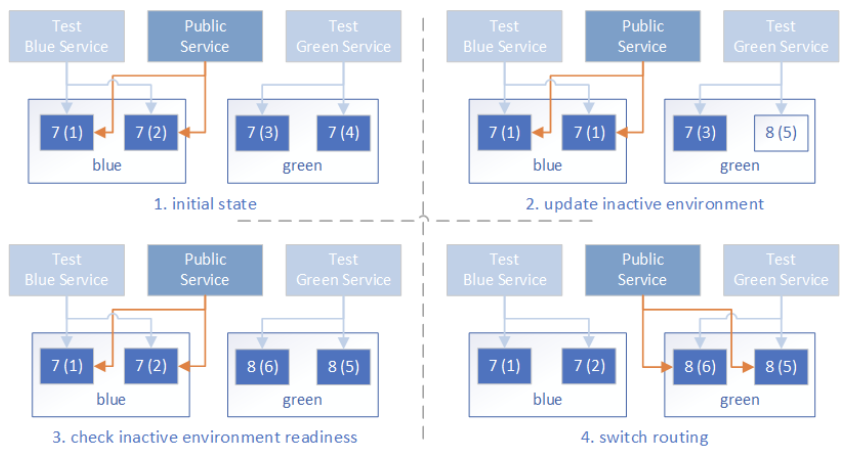 Test
Blue Service
Public
Service
Test
Green Service
7 (1)
7 (2)
blue
7 (3)
7 (4)
green
1. initial state
Test
Blue Service
Public
Service
Test
Green Service
7 (1)
7 (1)
blue
7 (3)
8 (5)
green
2. update inactive environment
Test
Blue Service
Public
Service
Test
Green Service
7 (1)
7 (2)
blue
8 (6)
8 (5)
green
3. check inactive environment readiness
Test
Blue Service
Public
Service
Test
Green Service
7 (1)
7 (2)
blue
8 (6)
8 (5)
green
4. switch routing